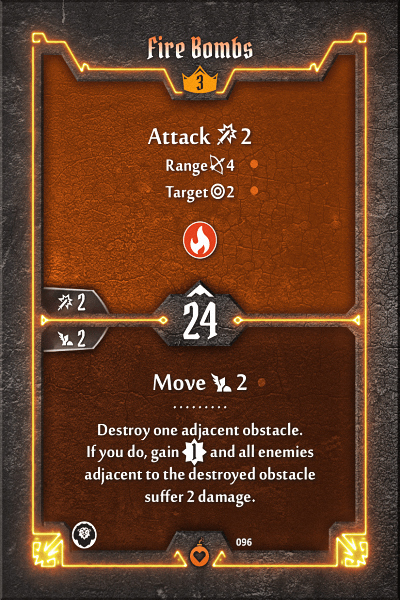 Fire Bombs
3
Attack 2
Range 4
Target 2
2
24
2
Move 2
Destroy one adjacent obstacle.
If you do, gain 1 and all enemies
adjacent to the destroyed obstacle
suffer 2 damage.
096